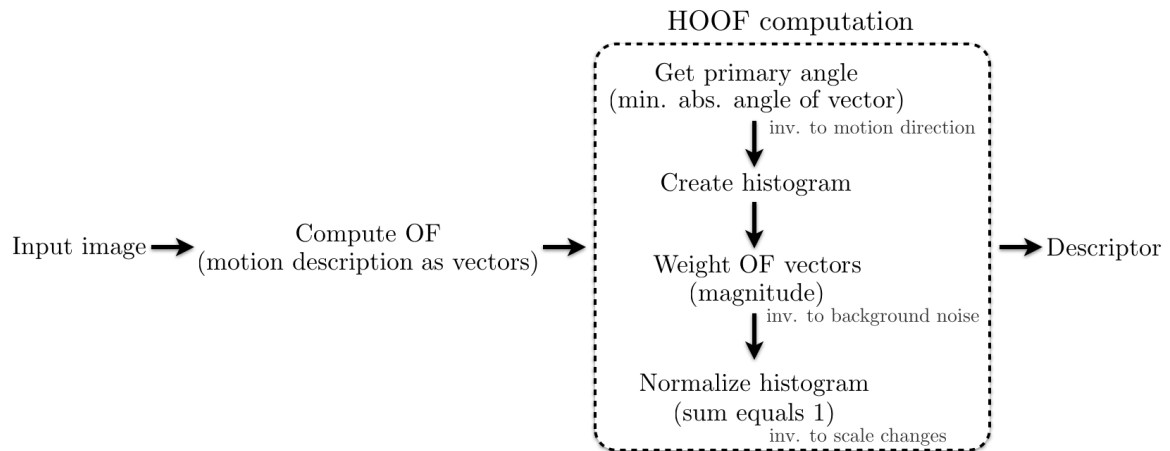 HOOF computation
Get primary angle
(min. abs. angle of vector)
inv. to motion direction
Create histogram
Input image
Compute OF
(motion description as vectors)
Weight OF vectors
(magnitude)
inv. to background noise
Descriptor
Normalize histogram
(sum equals 1)
inv. to scale changes